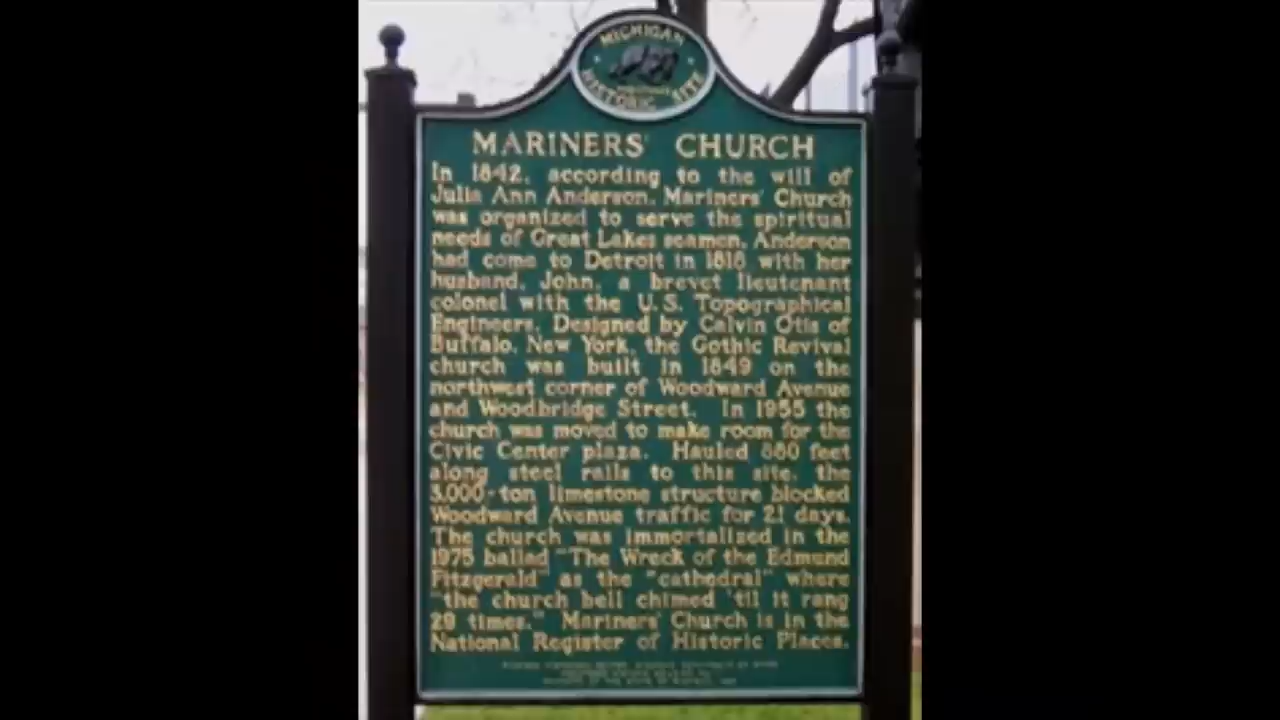 MICHIGAN
HISTORIC SITE
MARINERS' CHURCH
In 1842, according to the will of
Julia Ann Anderson, Mariners' Church
was organized to serve the spiritual
needs of Great Lakes seamen. Anderson
had come to Detroit in 1818 with her
husband, John, a brevet lieutenant
colonel with the U.S. Topographical
Engineers. Designed by Calvin Otis of
Buffalo, New York, the Gothic Revival
church was built in 1849 on the
northwest corner of Woodward Avenue
and Woodbridge Street. In 1955 the
church was moved to make room for the
Civic Center plaza. Hauled 880 feet
along steel rails to this site, the
3,000-ton limestone structure blocked
Woodward Avenue traffic for 21 days.
The church was immortalized in the
1975 ballad "The Wreck of the Edmund
Fitzgerald" as the "cathedral" where
"the church bell chimed 'til it rang
29 times." Mariners' Church is in the
National Register of Historic Places.